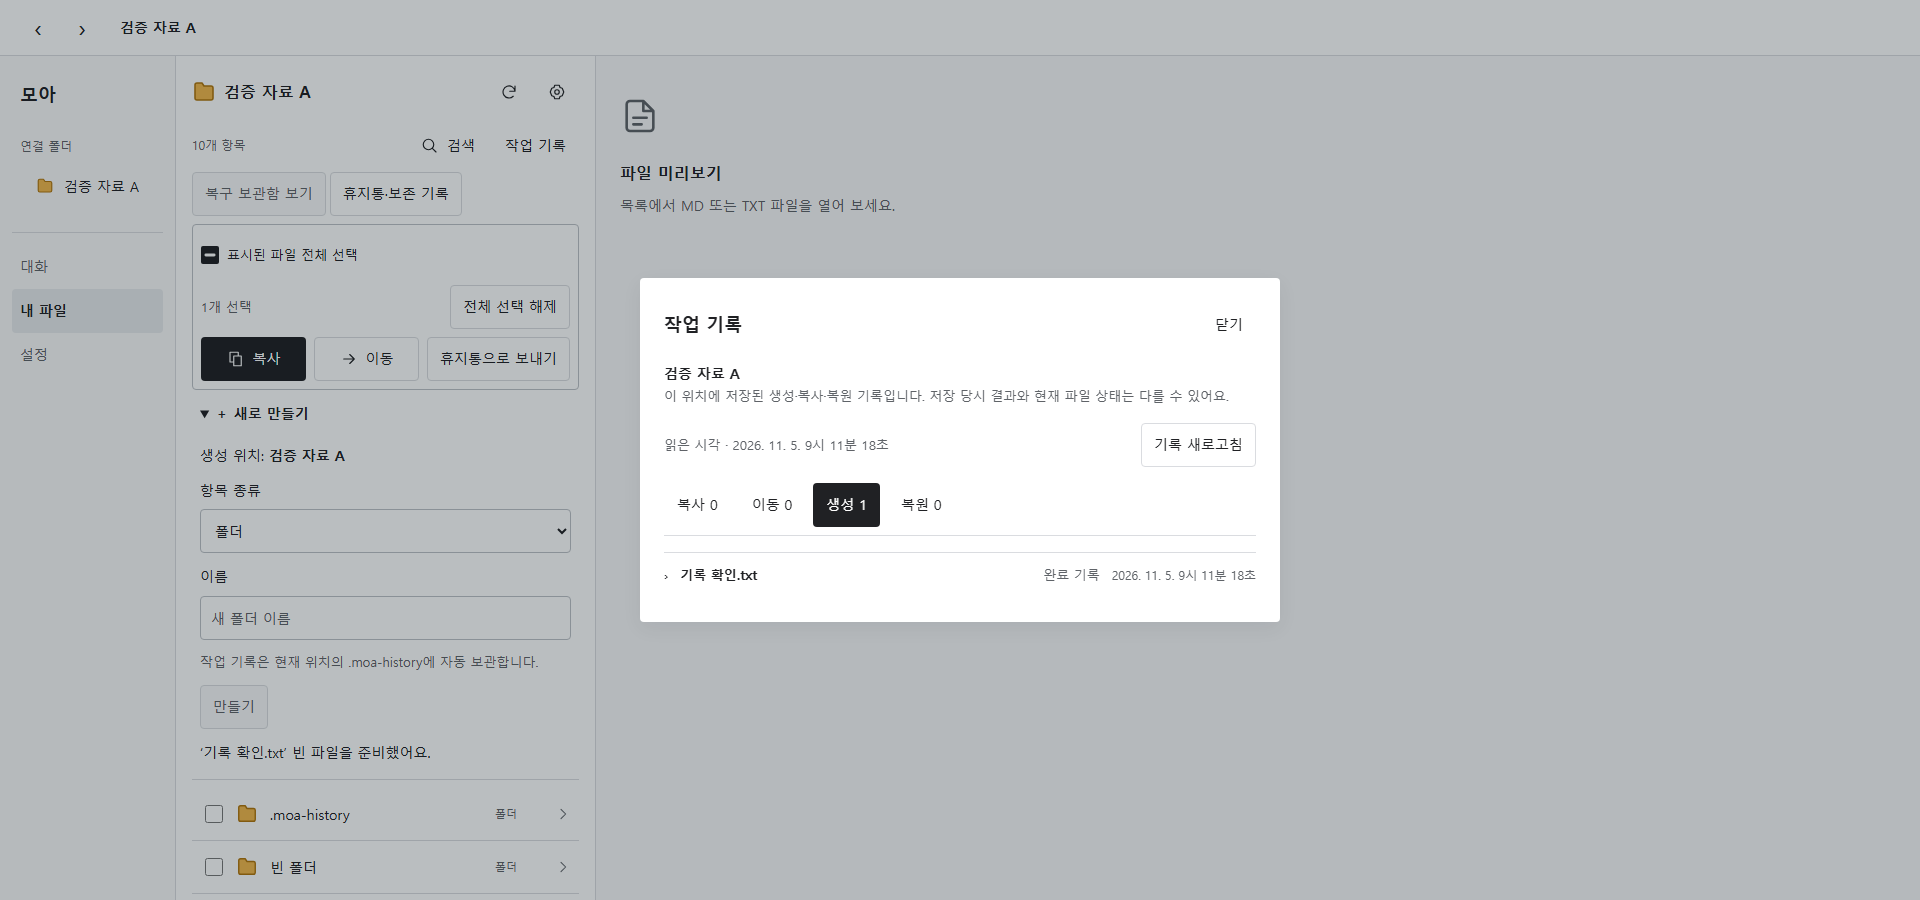 검증 자료 A
모아
연결 폴더
검증 자료 A
대화
내 파일
설정
검증 자료 A
10개 항목
검색
작업 기록
복구 보관함 보기
휴지통·보존 기록
표시된 파일 전체 선택
1개 선택
전체 선택 해제
복사
이동
휴지통으로 보내기
▼ + 새로 만들기
생성 위치: 검증 자료 A
항목 종류
폴더
이름
새 폴더 이름
작업 기록은 현재 위치의 .moa-history에 자동 보관합니다.
만들기
‘기록 확인.txt’ 빈 파일을 준비했어요.
.moa-history 폴더
빈 폴더 폴더
파일 미리보기
목록에서 MD 또는 TXT 파일을 열어 보세요.
작업 기록
닫기
검증 자료 A
이 위치에 저장된 생성·복사·복원 기록입니다. 저장 당시 결과와 현재 파일 상태는 다를 수 있어요.
읽은 시각 · 2026. 11. 5. 9시 11분 18초
기록 새로고침
복사 0
이동 0
생성 1
복원 0
› 기록 확인.txt 완료 기록 2026. 11. 5. 9시 11분 18초